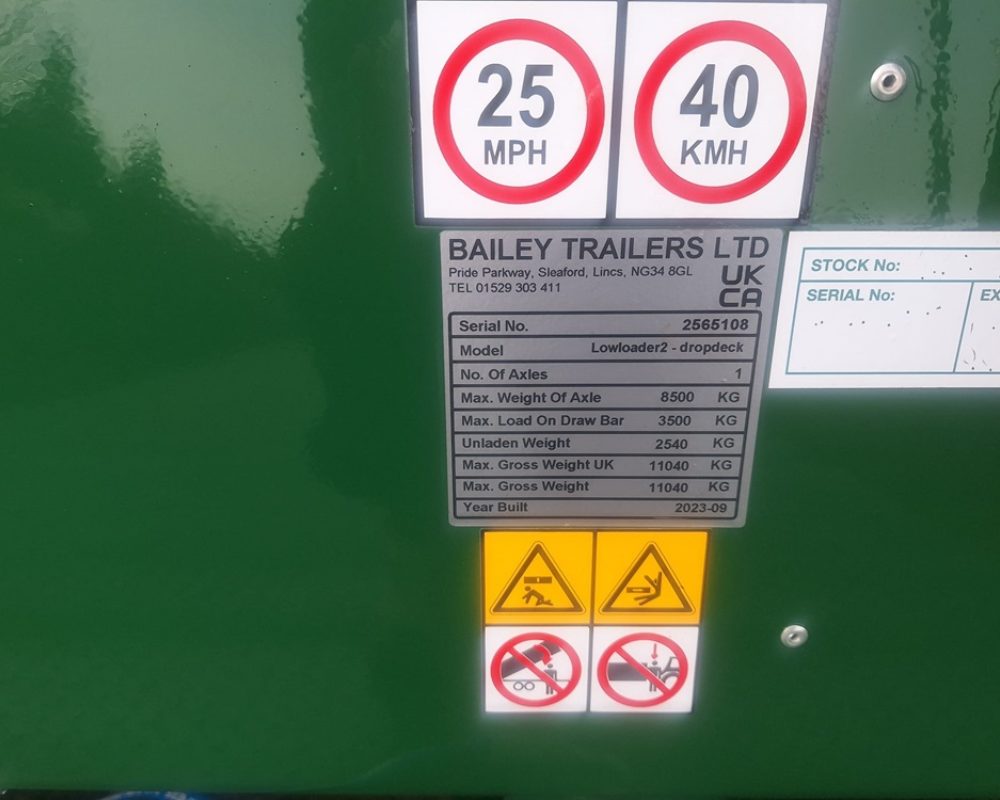 25
MPH
40
KMH
BAILEY TRAILERS LTD
Pride Parkway, Sleaford, Lincs, NG34 8GL
TEL 01529 303 411
UK
CA
Serial No. 2565108
Model Lowloader2 - dropdeck
No. Of Axles 1
Max. Weight Of Axle 8500 KG
Max. Load On Draw Bar 3500 KG
Unladen Weight 2540 KG
Max. Gross Weight UK 11040 KG
Max. Gross Weight 11040 KG
Year Built 2023-09
STOCK No:
SERIAL No: